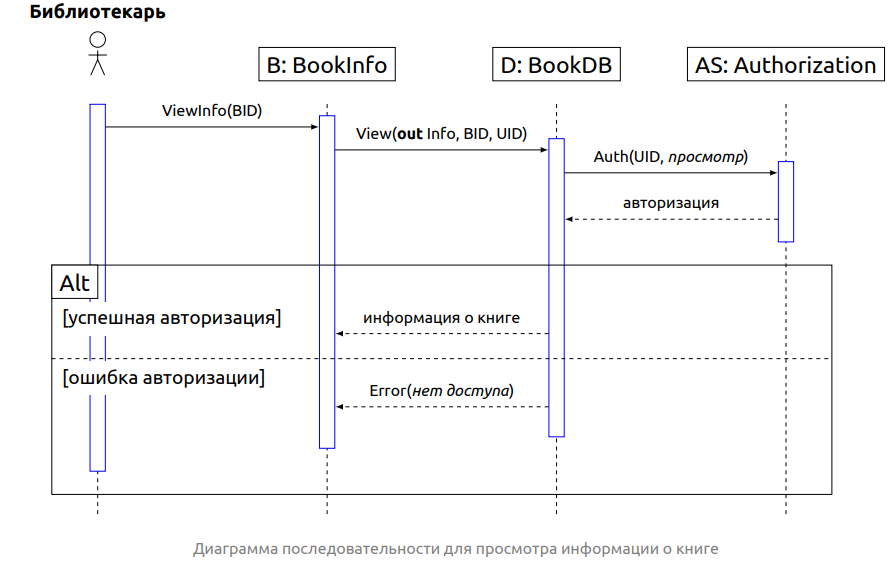 Библиотекарь
B: BookInfo
D: BookDB
AS: Authorization
ViewInfo(BID)
View(out Info, BID, UID)
Auth(UID, просмотр)
авторизация
Alt
[успешная авторизация]
информация о книге
[ошибка авторизации]
Error(нет доступа)
Диаграмма последовательности для просмотра информации о книге